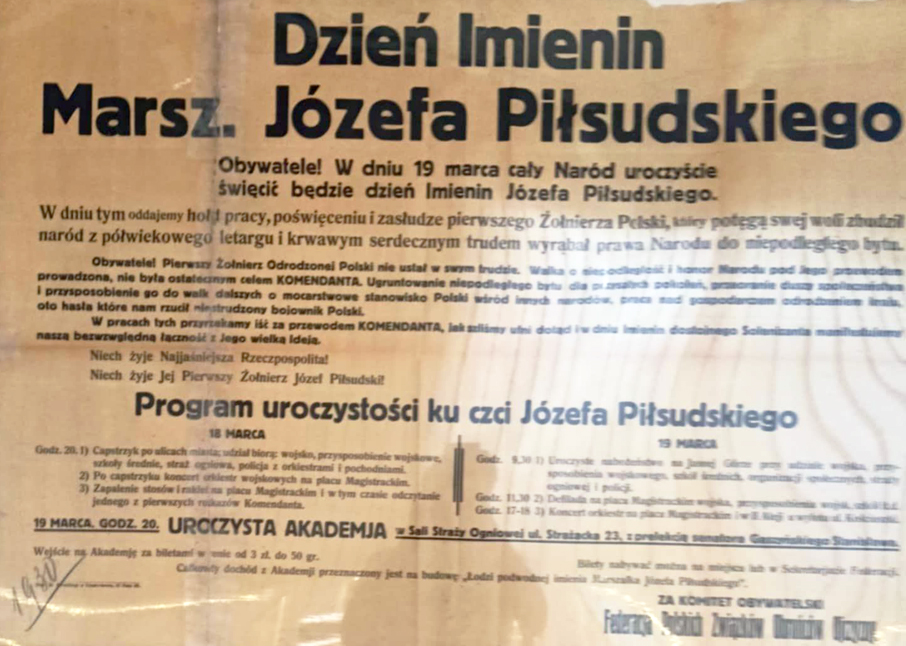 Dzień Imienin
Marsz. Józefa Piłsudskiego
Obywatele! W dniu 19 marca cały Naród uroczyście
święcić będzie dzień Imienin Józefa Piłsudskiego.
W dniu tym oddajemy hołd pracy, poświęceniu i zasłudze pierwszego Żołnierza Polski, który potęgą swej woli zbudził
naród z półwiekowego letargu i krwawym serdecznym trudem wyrąbał prawa Narodu do niepodległego bytu.
Obywatele! Pierwszy Żołnierz Odrodzonej Polski nie ustał w swym trudzie. Walka o niepodległość i honor Narodu pod Jego przewodem
prowadzona, nie była ostatecznym celem KOMENDANTA. Ugruntowanie niepodległego bytu dla przyszłych pokoleń,
i przysposobienie go do walk dalszych o mocarstwowe stanowisko Polski wśród innych narodów, praca nad gospodarczem odrodzeniem kraju,
oto hasła które nam rzucił niestrudzony bojownik Polski.
W pracach tych przyrzekamy iść za przewodem KOMENDANTA, jak szliśmy ufni dotąd i w dniu Imienin dostojnego Solenizanta manifestujemy
naszą bezwzględną łączność z Jego wielką ideją.
Niech żyje Najjaśniejsza Rzeczpospolita!
Niech żyje Jej Pierwszy Żołnierz Józef Piłsudski!
Program uroczystości ku czci Józefa Piłsudskiego
18 MARCA
Godz. 20. 1) Capstrzyk po ulicach miasta; udział biorą: wojsko, przysposobienie wojskowe,
szkoły średnie, straż ogniowa, policja z orkiestrami i pochodniami.
2) Po capstrzyku koncert orkiestr wojskowych na placu Magistrackim.
3) Zapalenie stosów i rakiet na placu Magistrackim i w tym czasie odczytanie
jednego z pierwszych rozkazów Komendanta.
19 MARCA
Godz. 9,30 1) Uroczyste nabożeństwo na Jasnej Górze przy udziale wojska, przy-
sposobienia wojskowego, szkół średnich, organizacji społecznych, straży
ogniowej i policji.
Godz. 11,30 2) Defilada na placu Magistrackim wojska, przysposobienia wojsk, szkół i t.d.
Godz. 17-18 3) Koncert orkiestr na placu Magistrackim i w II Alei
19 MARCA, GODZ. 20. UROCZYSTA AKADEMJA w Sali Straży Ogniowej ul. Strażacka 23, z prelekcją senatora Stanisława.
Wejście na Akademję za biletami w cenie od 3 zł. do 50 gr.
Bilety nabywać można na miejscu lub w Sekretarjacie Federacji.
Całkowity dochód z Akademji przeznaczony jest na budowę „Łodzi podwodnej imienia Marszałka Józefa Piłsudskiego".
1930
ZA KOMITET OBYWATELSKI
Federacja Polskich Związków Obrońców Ojczyzny